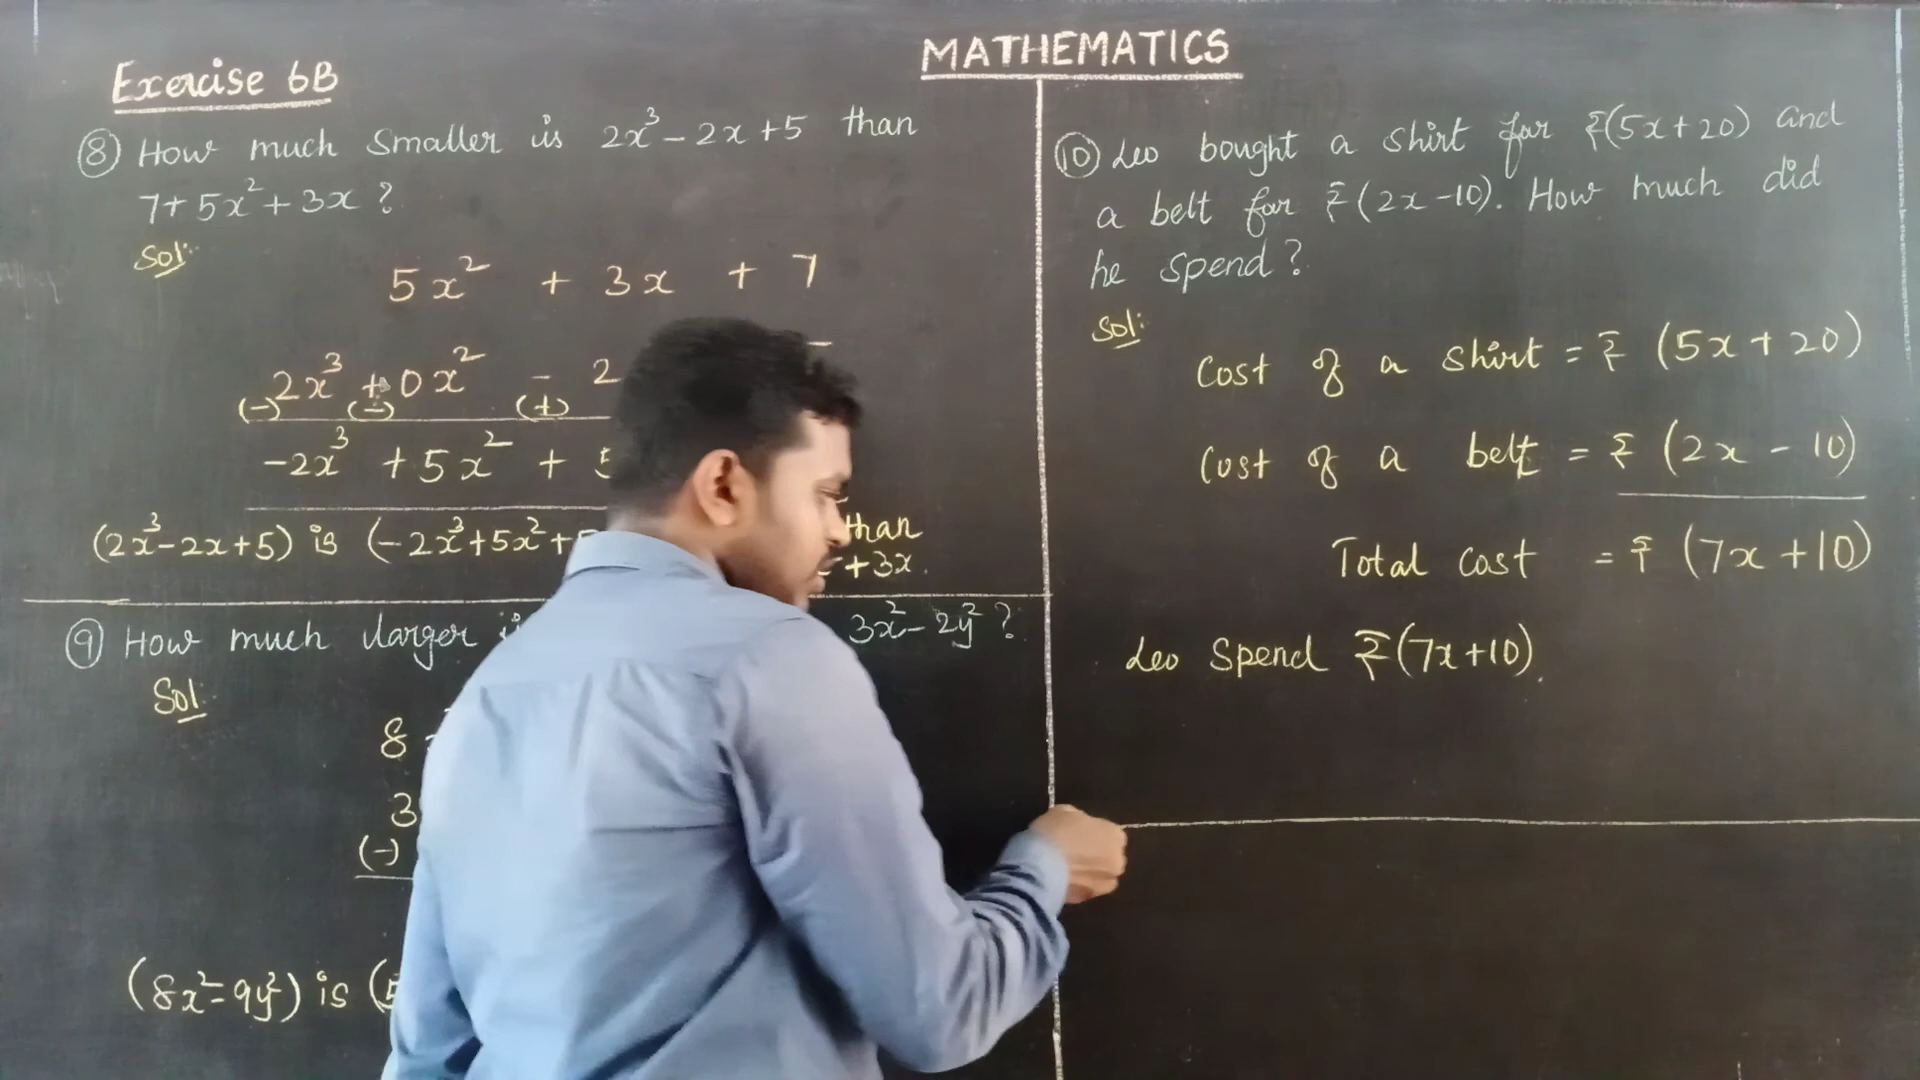 MATHEMATICS
Exercise 6B
⑧ How much smaller is 2x³ - 2x + 5 than
7 + 5x² + 3x ?
Sol:
5x² + 3x + 7
2x³ + 0x² - 2
(-) (-) (+)
-2x³ + 5x² + 5
(2x³-2x+5) is (-2x³+5x²+5 than
+3x.
⑨ How much larger 3x²-2y² ?
Sol:
8
3
(-)
(8x²-9y²) is (5
⑩ Leo bought a shirt for ₹(5x+20) and
a belt for ₹(2x-10). How much did
he spend?
Sol:
Cost of a shirt = ₹ (5x+20)
Cost of a belt = ₹ (2x - 10)
Total cost = ₹ (7x+10)
Leo spend ₹(7x+10).